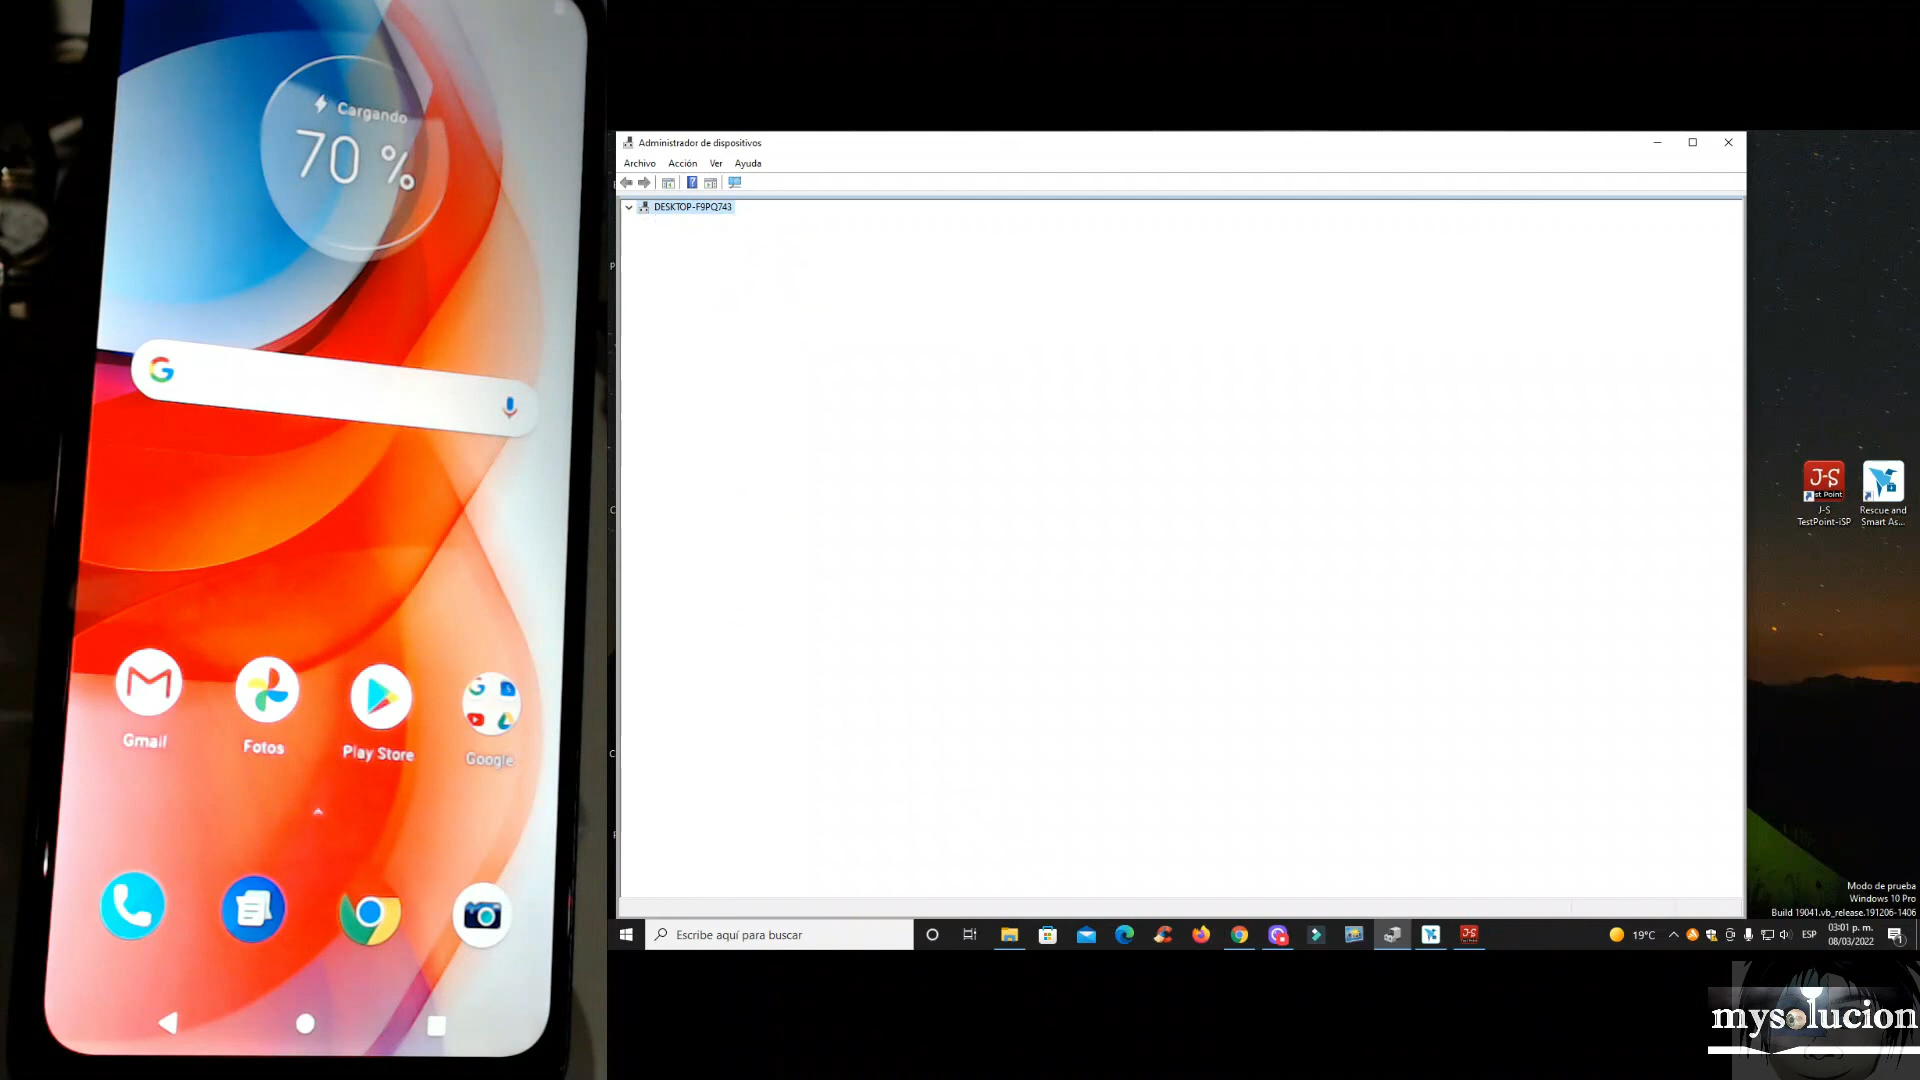 Cargando
70 %
Gmail
Fotos
Play Store
Google
Administrador de dispositivos
Archivo
Acción
Ver
Ayuda
DESKTOP-F9PQ743
J-S
st Point
J-S
TestPoint-iSP
Rescue and
Smart As...
Modo de prueba
Windows 10 Pro
Build 19041.vb_release.191206-1406
Escribe aquí para buscar
19°C
ESP
03:01 p. m.
08/03/2022
mysolucion